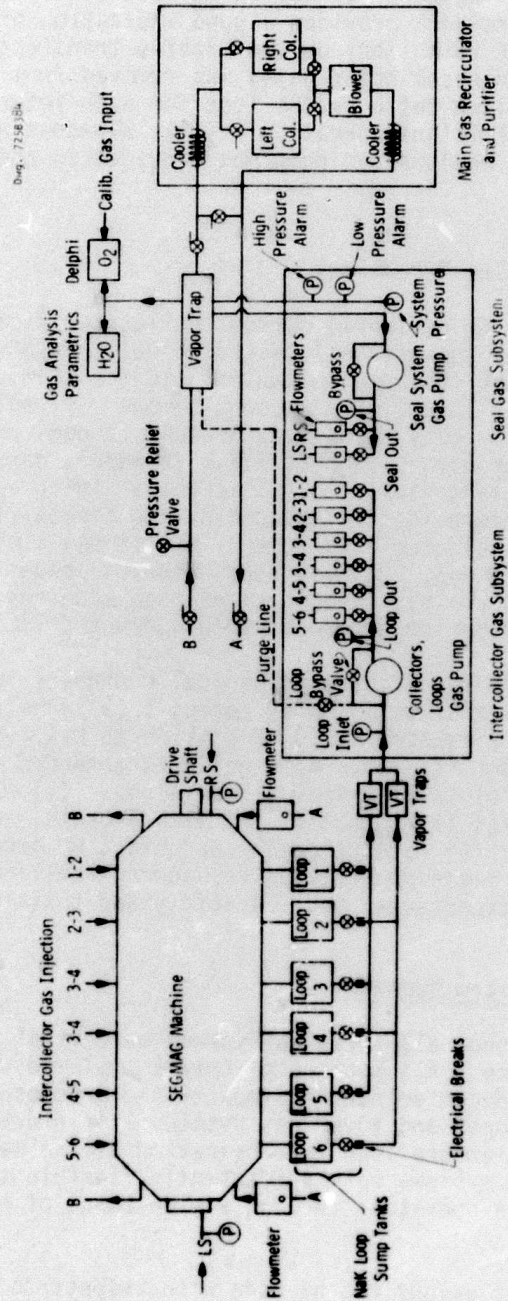 Dwg. 7258384
Intercollector Gas Injection
B
5-6
4-5
3-4
3-4
2-3
1-2
B
SEGMAG Machine
LS
P
Drive
Shaft
RS
P
Flowmeter
A
Flowmeter
A
Loop
6
Loop
5
Loop
4
Loop
3
Loop
2
Loop
1
NaK Loop
Sump Tanks
Electrical Breaks
VT
VT
Vapor Traps
B
A
Pressure Relief
Valve
Purge Line
Gas Analysis
Parametrics
Delphi
H2O
O2
Calib. Gas Input
Vapor Trap
Loop
Inlet
P
Loop
Bypass
Valve
P
Collectors,
Loops
Gas Pump
Loop Out
5-6
4-5
3-4
3-4
2-3
1-2
LS
RS
Flowmeters
P
Seal Out
Bypass
Seal System
Gas Pump
P
System
Pressure
P
P
High
Pressure
Alarm
Low
Pressure
Alarm
Intercollector Gas Subsystem
Seal Gas Subsystem
Cooler
Left
Col.
Right
Col.
Blower
Cooler
Main Gas Recirculator
and Purifier